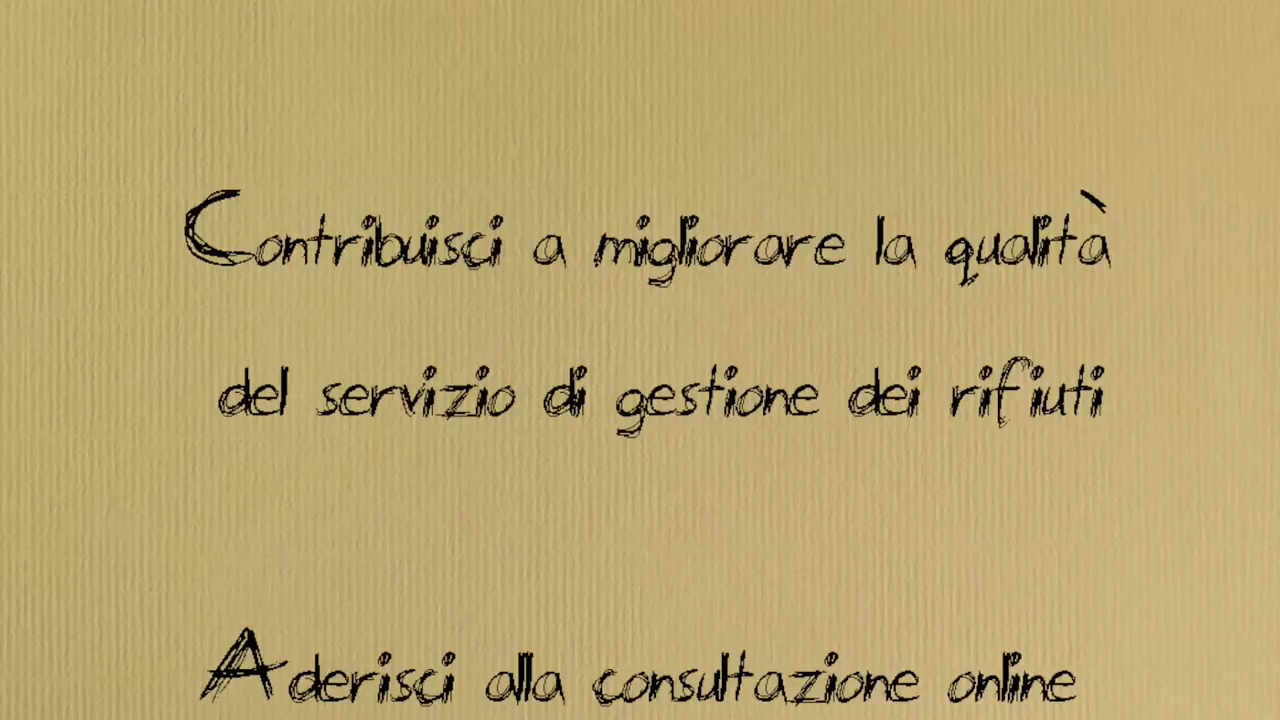 Contribuisci a migliorare la qualità
del servizio di gestione dei rifiuti
Aderisci alla consultazione online